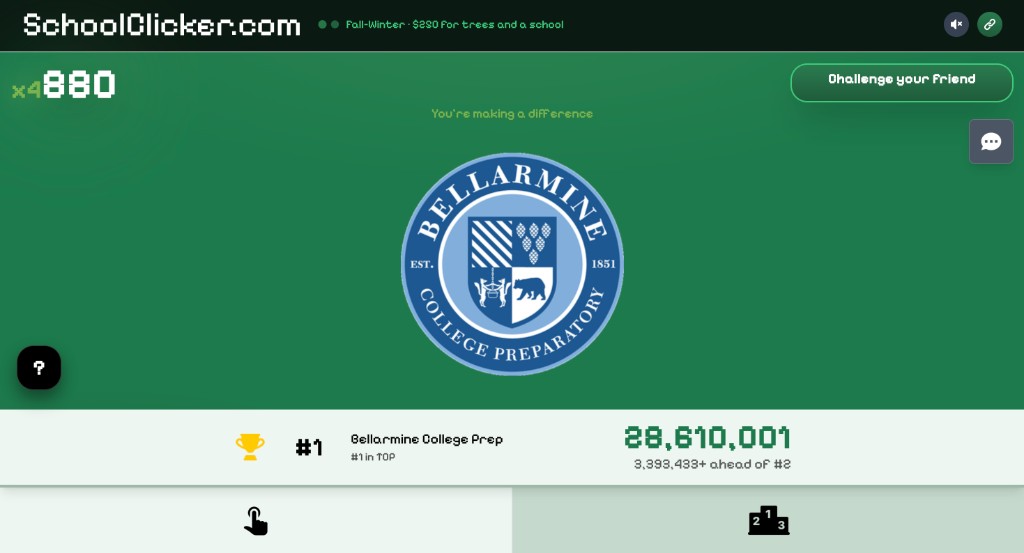 SchoolClicker.com
Fall-Winter · $280 for trees and a school
x4880
Challenge your friend
You're making a difference
BELLARMINE
EST. 1851
COLLEGE PREPARATORY
?
#1
Bellarmine College Prep
#1 in TOP
28,610,001
3,393,433+ ahead of #2
2 1 3